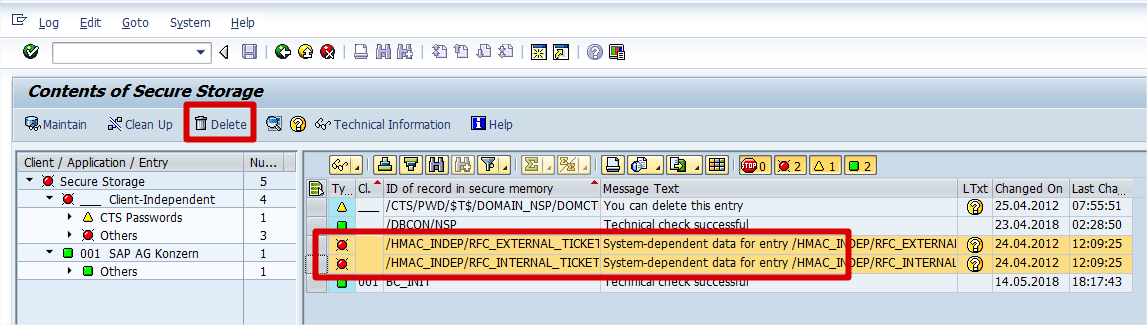 Log Edit Goto System Help
Contents of Secure Storage
Maintain Clean Up Delete Technical Information Help
Client / Application / Entry Nu...
Secure Storage 5
___ Client-Independent 4
CTS Passwords 1
Others 3
001 SAP AG Konzern 1
Others 1
STOP 0 2 1 2
Ty... Cl. ID of record in secure memory Message Text LTxt Changed On Last Cha...
___ /CTS/PWD/$T$/DOMAIN_NSP/DOMCT You can delete this entry 25.04.2012 07:55:51
/DBCON/NSP Technical check successful 23.04.2018 02:28:50
/HMAC_INDEP/RFC_EXTERNAL_TICKET System-dependent data for entry /HMAC_INDEP/RFC_EXTERNAL 24.04.2012 12:09:25
/HMAC_INDEP/RFC_INTERNAL_TICKET System-dependent data for entry /HMAC_INDEP/RFC_INTERNAL 24.04.2012 12:09:25
001 BC_INIT Technical check successful 14.05.2018 18:17:43